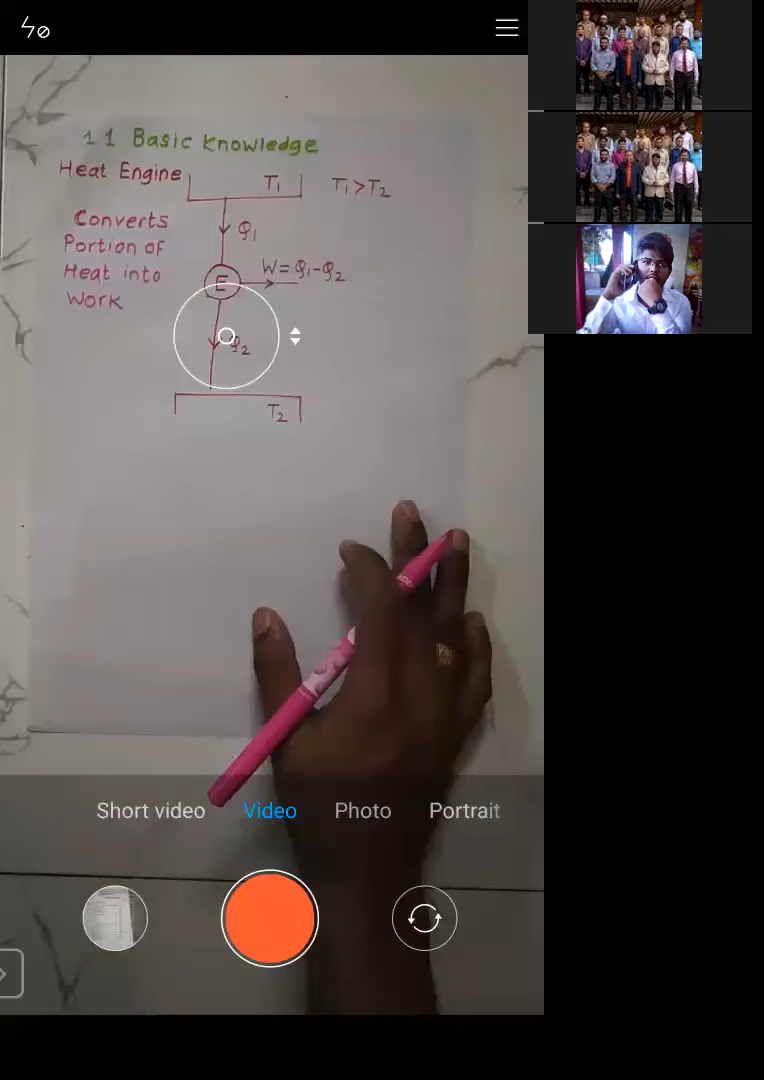 1 1 Basic Knowledge
Heat Engine
T1
T1>T2
Converts
Portion of
Heat into
Work
Q1
E
W=Q1-Q2
Q2
T2
Short video
Video
Photo
Portrait